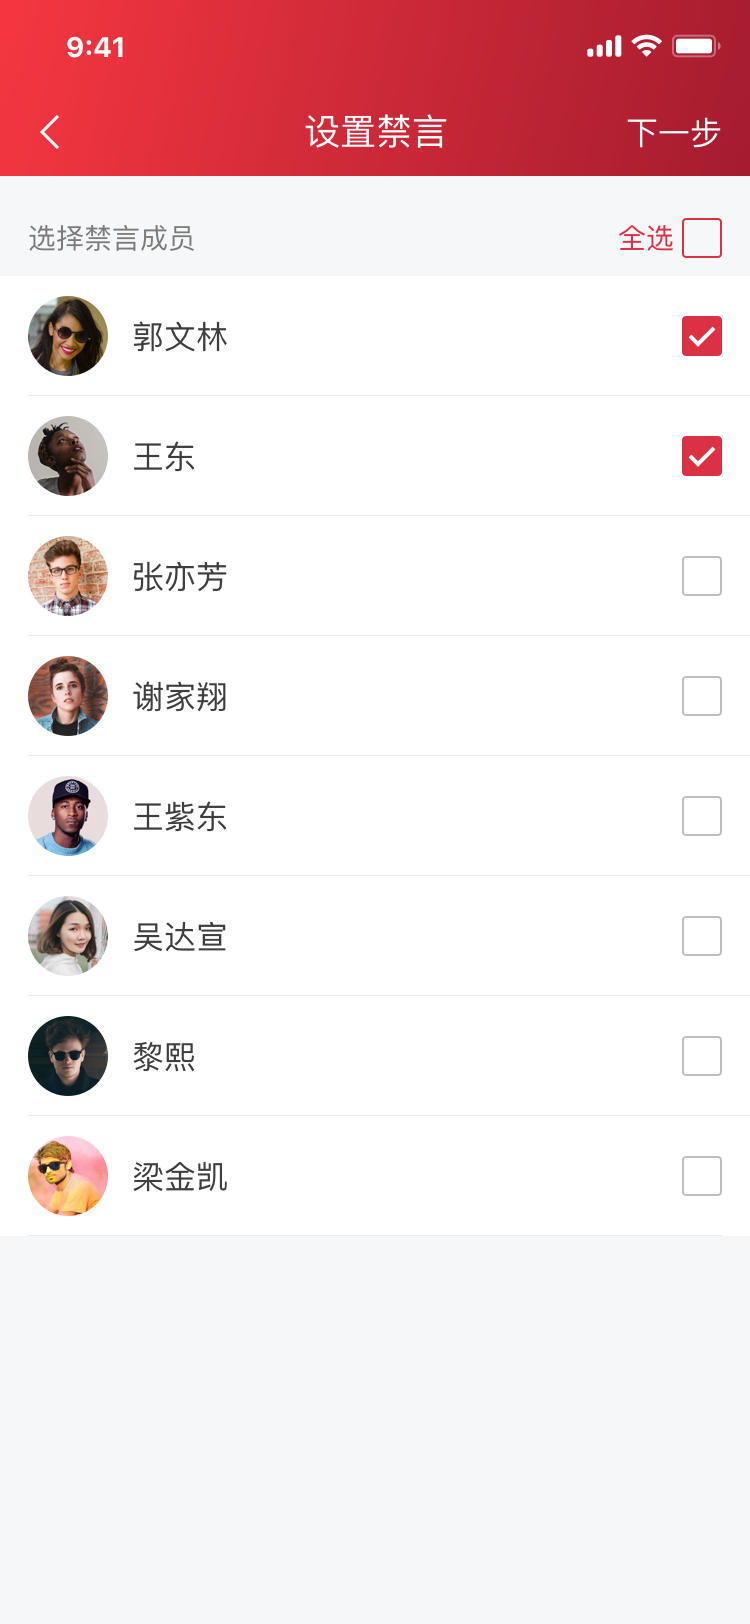 9:41
设置禁言
下一步
选择禁言成员
全选
郭文林
王东
张亦芳
谢家翔
王紫东
吴达宣
黎熙
梁金凯